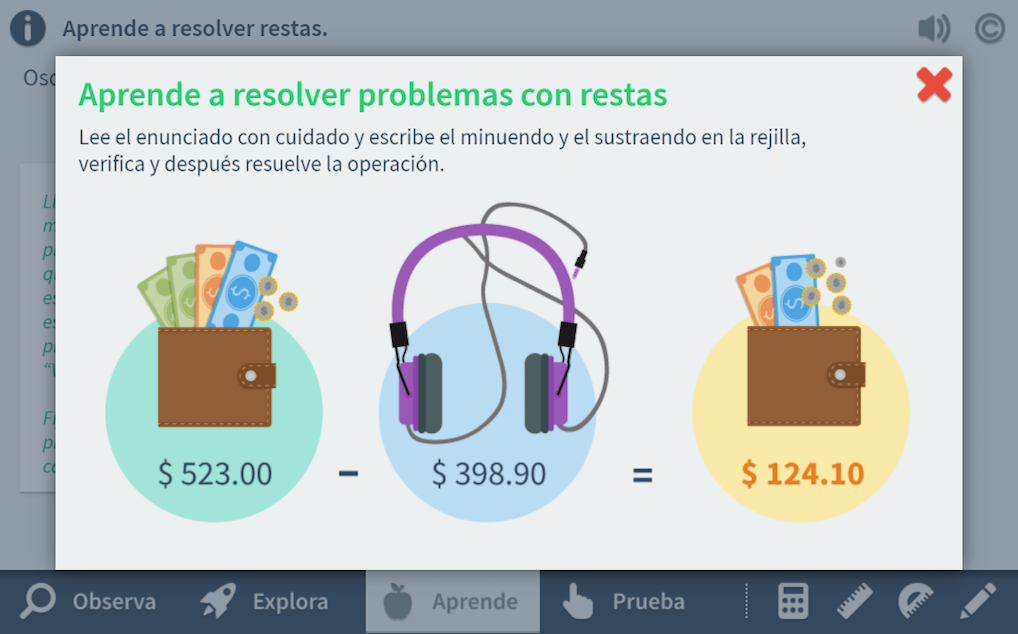 Aprende a resolver restas.
Aprende a resolver problemas con restas
Lee el enunciado con cuidado y escribe el minuendo y el sustraendo en la rejilla,
verifica y después resuelve la operación.
$ 523.00 - $ 398.90 = $ 124.10
Observa Explora Aprende Prueba